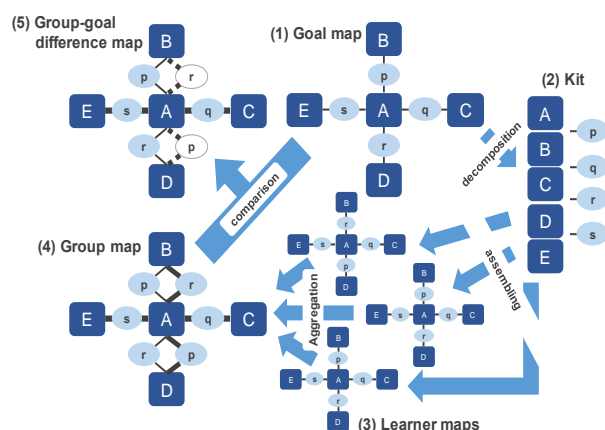 (5) Group-goal
difference map
B
p
r
E
s
A
q
C
r
p
D
(1) Goal map
B
p
E
s
A
q
C
r
D
(2) Kit
A
B
C
D
E
p
q
r
s
decomposition
comparison
assembling
Aggregation
(4) Group map
B
p
r
E
s
A
q
C
r
p
D
B
r
E
s
A
q
C
p
D
B
p
E
s
A
q
C
r
D
B
p
E
s
A
q
C
r
D
(3) Learner maps